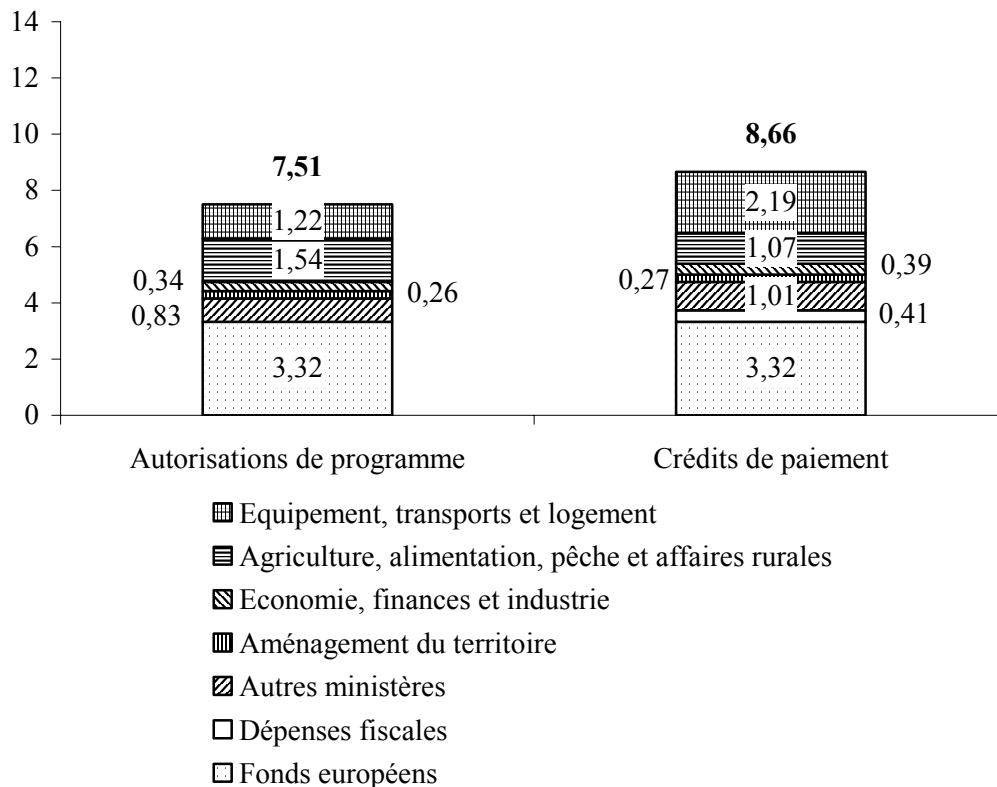 14
12
10
8
6
4
2
0
7,51
1,22
1,54
0,34
0,26
0,83
3,32
8,66
2,19
1,07
0,39
0,27
1,01
0,41
3,32
Autorisations de programme
Crédits de paiement
Equipement, transports et logement
Agriculture, alimentation, pêche et affaires rurales
Economie, finances et industrie
Aménagement du territoire
Autres ministères
Dépenses fiscales
Fonds européens